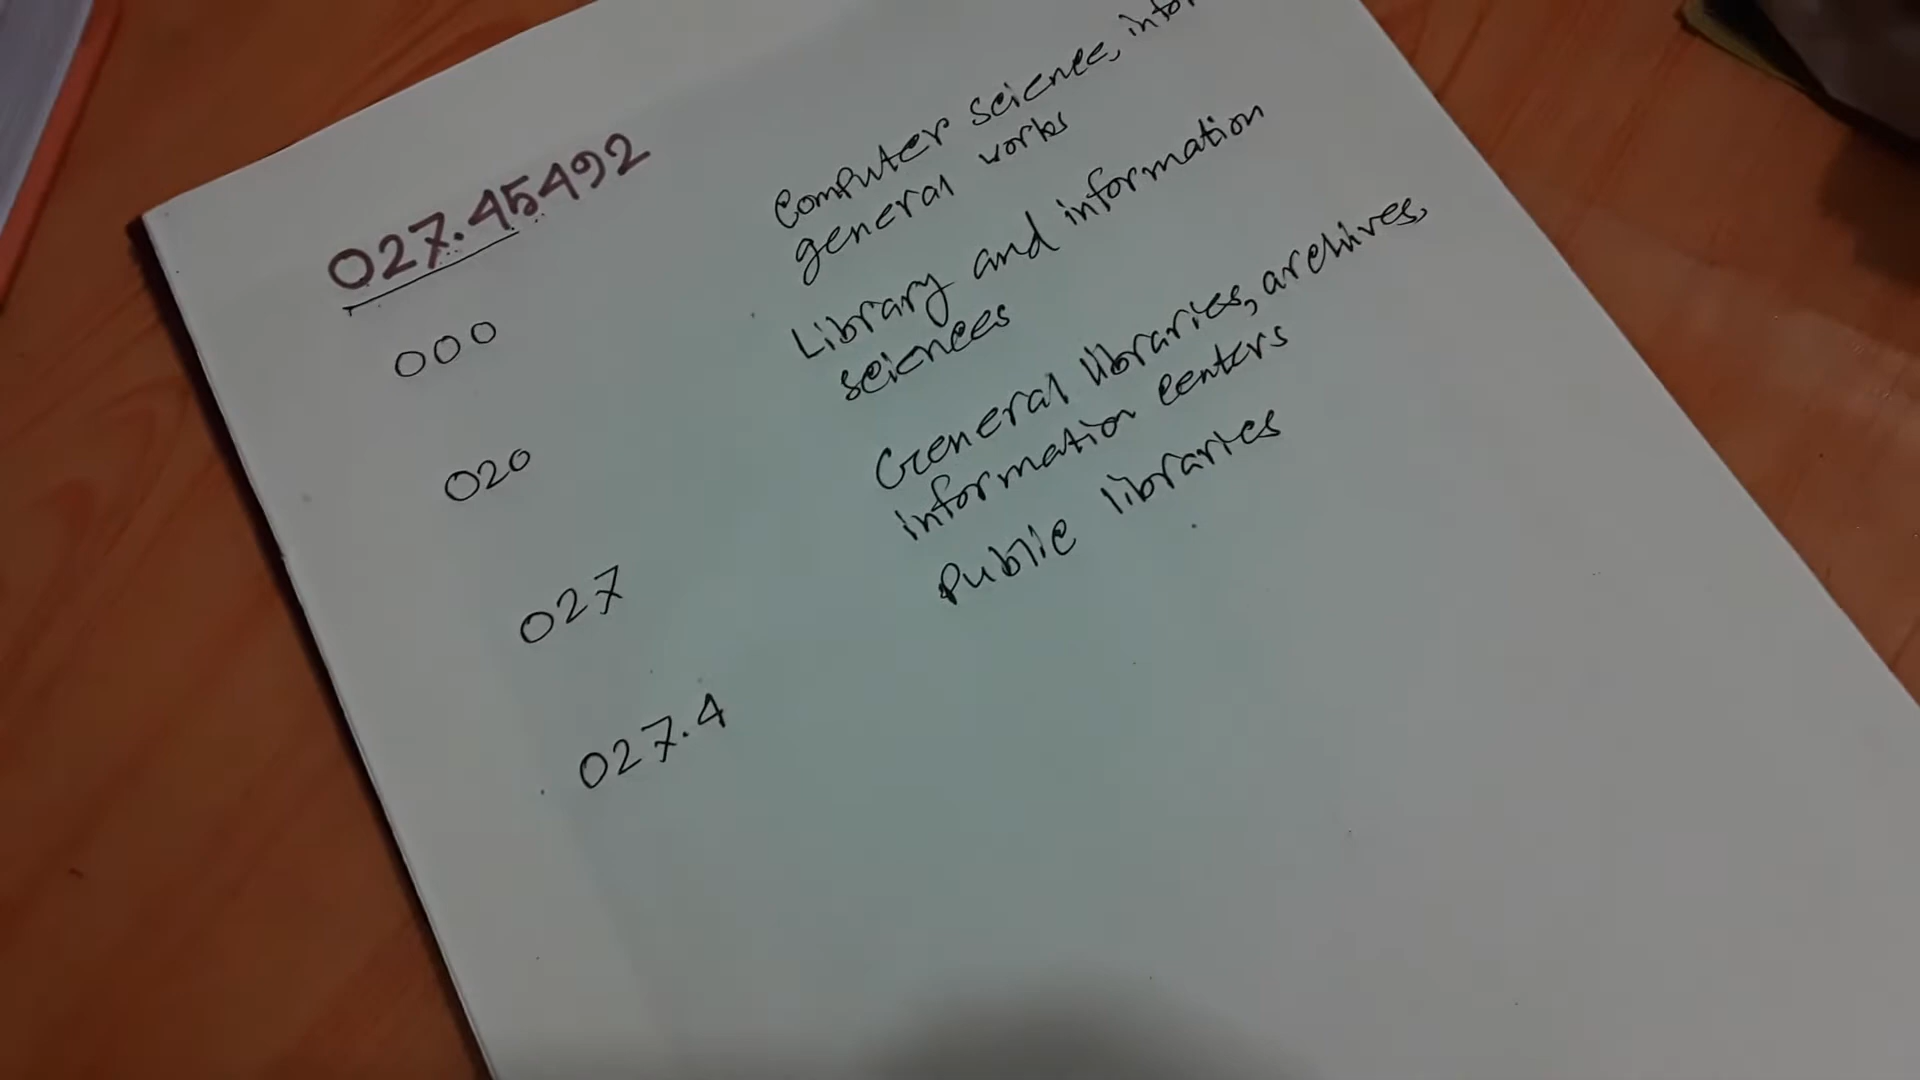 027.45492
000
Computer science,
general works
020
Library and information
sciences
027
General libraries, archives,
information centers
027.4
Public libraries